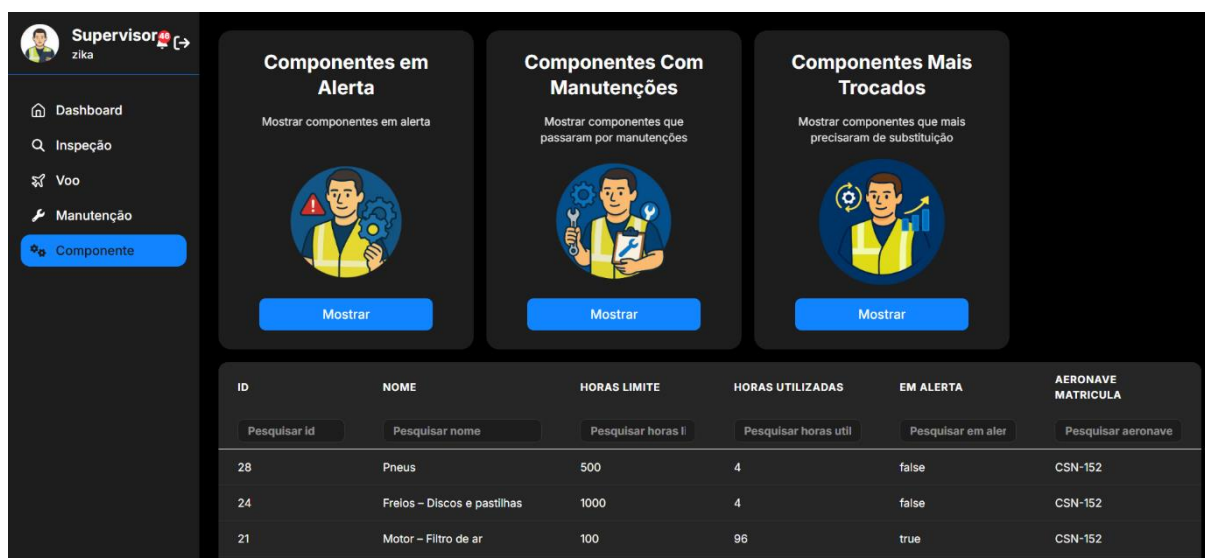 Supervisor
46
zika
Dashboard
Inspeção
Voo
Manutenção
Componente
Componentes em
Alerta
Mostrar componentes em alerta
Mostrar
Componentes Com
Manutenções
Mostrar componentes que
passaram por manutenções
Mostrar
Componentes Mais
Trocados
Mostrar componentes que mais
precisaram de substituição
Mostrar
ID NOME HORAS LIMITE HORAS UTILIZADAS EM ALERTA AERONAVE
MATRICULA
Pesquisar id Pesquisar nome Pesquisar horas li Pesquisar horas util Pesquisar em aler Pesquisar aeronave
28 Pneus 500 4 false CSN-152
24 Freios – Discos e pastilhas 1000 4 false CSN-152
21 Motor – Filtro de ar 100 96 true CSN-152